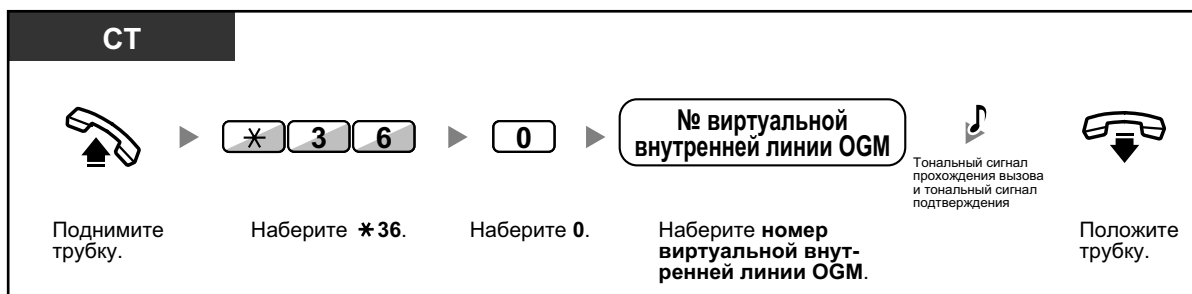 СТ
✱ 3 6
0
№ виртуальной
внутренней линии OGM
Тональный сигнал
прохождения вызова
и тональный сигнал
подтверждения
Поднимите
трубку.
Наберите ✱36.
Наберите 0.
Наберите номер
виртуальной внут-
ренней линии OGM.
Положите
трубку.